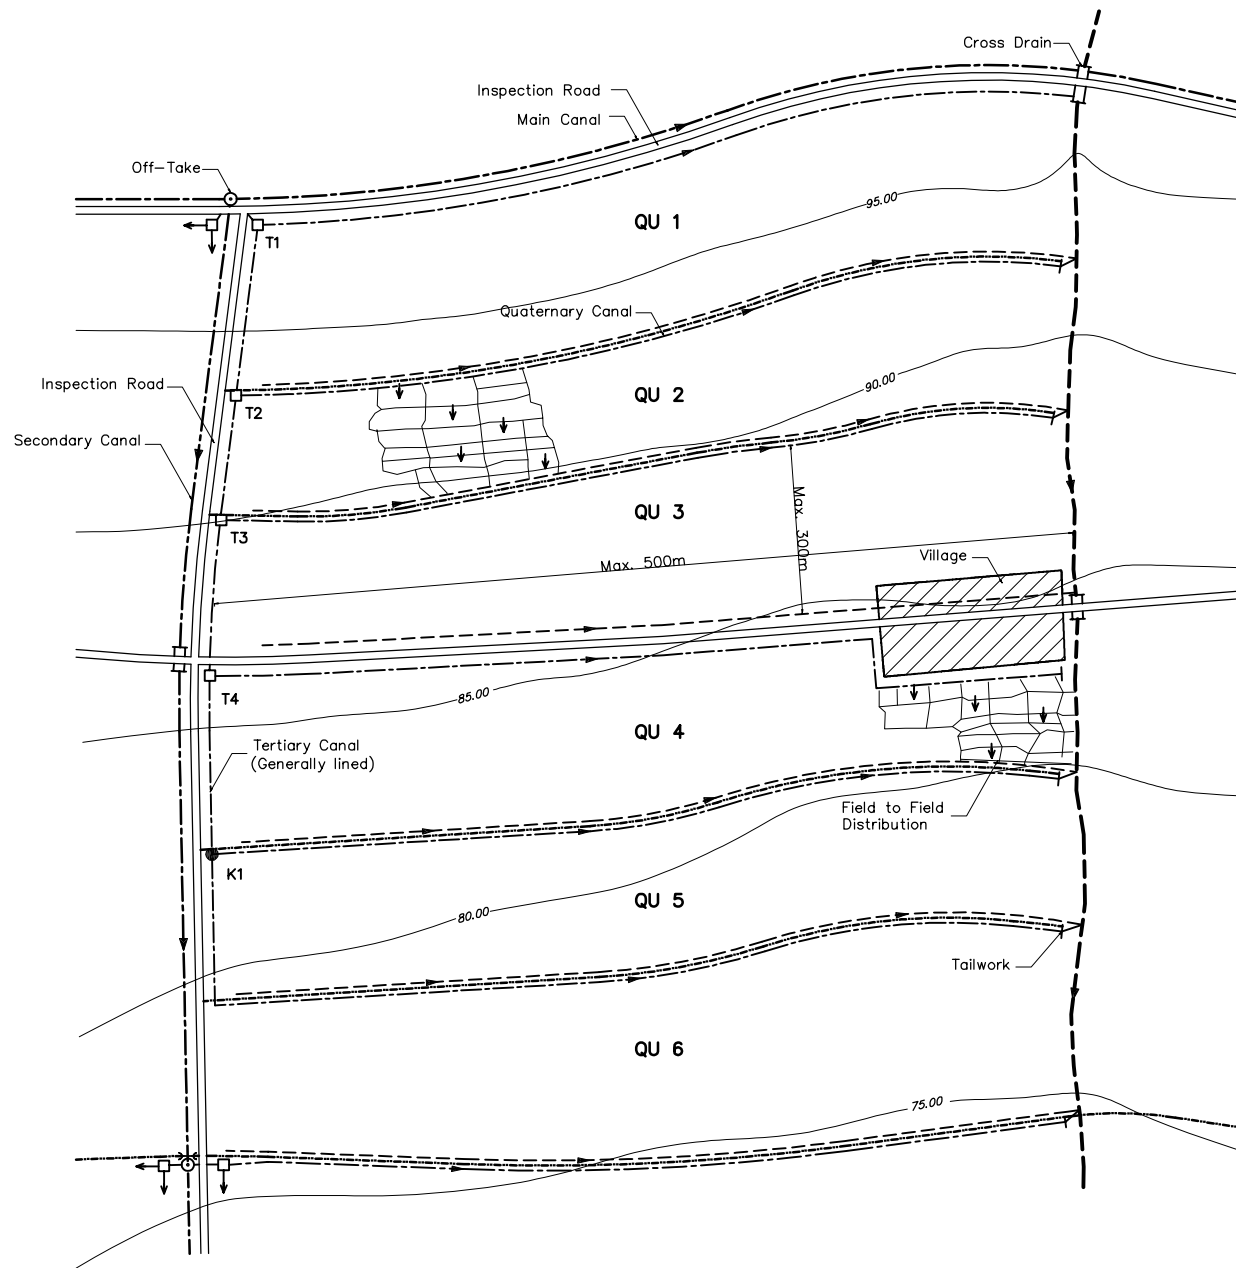 Cross Drain
Inspection Road
Main Canal
Off-Take
95.00
QU 1
T1
Quaternary Canal
Inspection Road
90.00
QU 2
T2
Secondary Canal
QU 3
T3
Max. 300m
Max. 500m
Village
85.00
T4
QU 4
Tertiary Canal
(Generally lined)
Field to Field
Distribution
K1
QU 5
80.00
Tailwork
QU 6
75.00